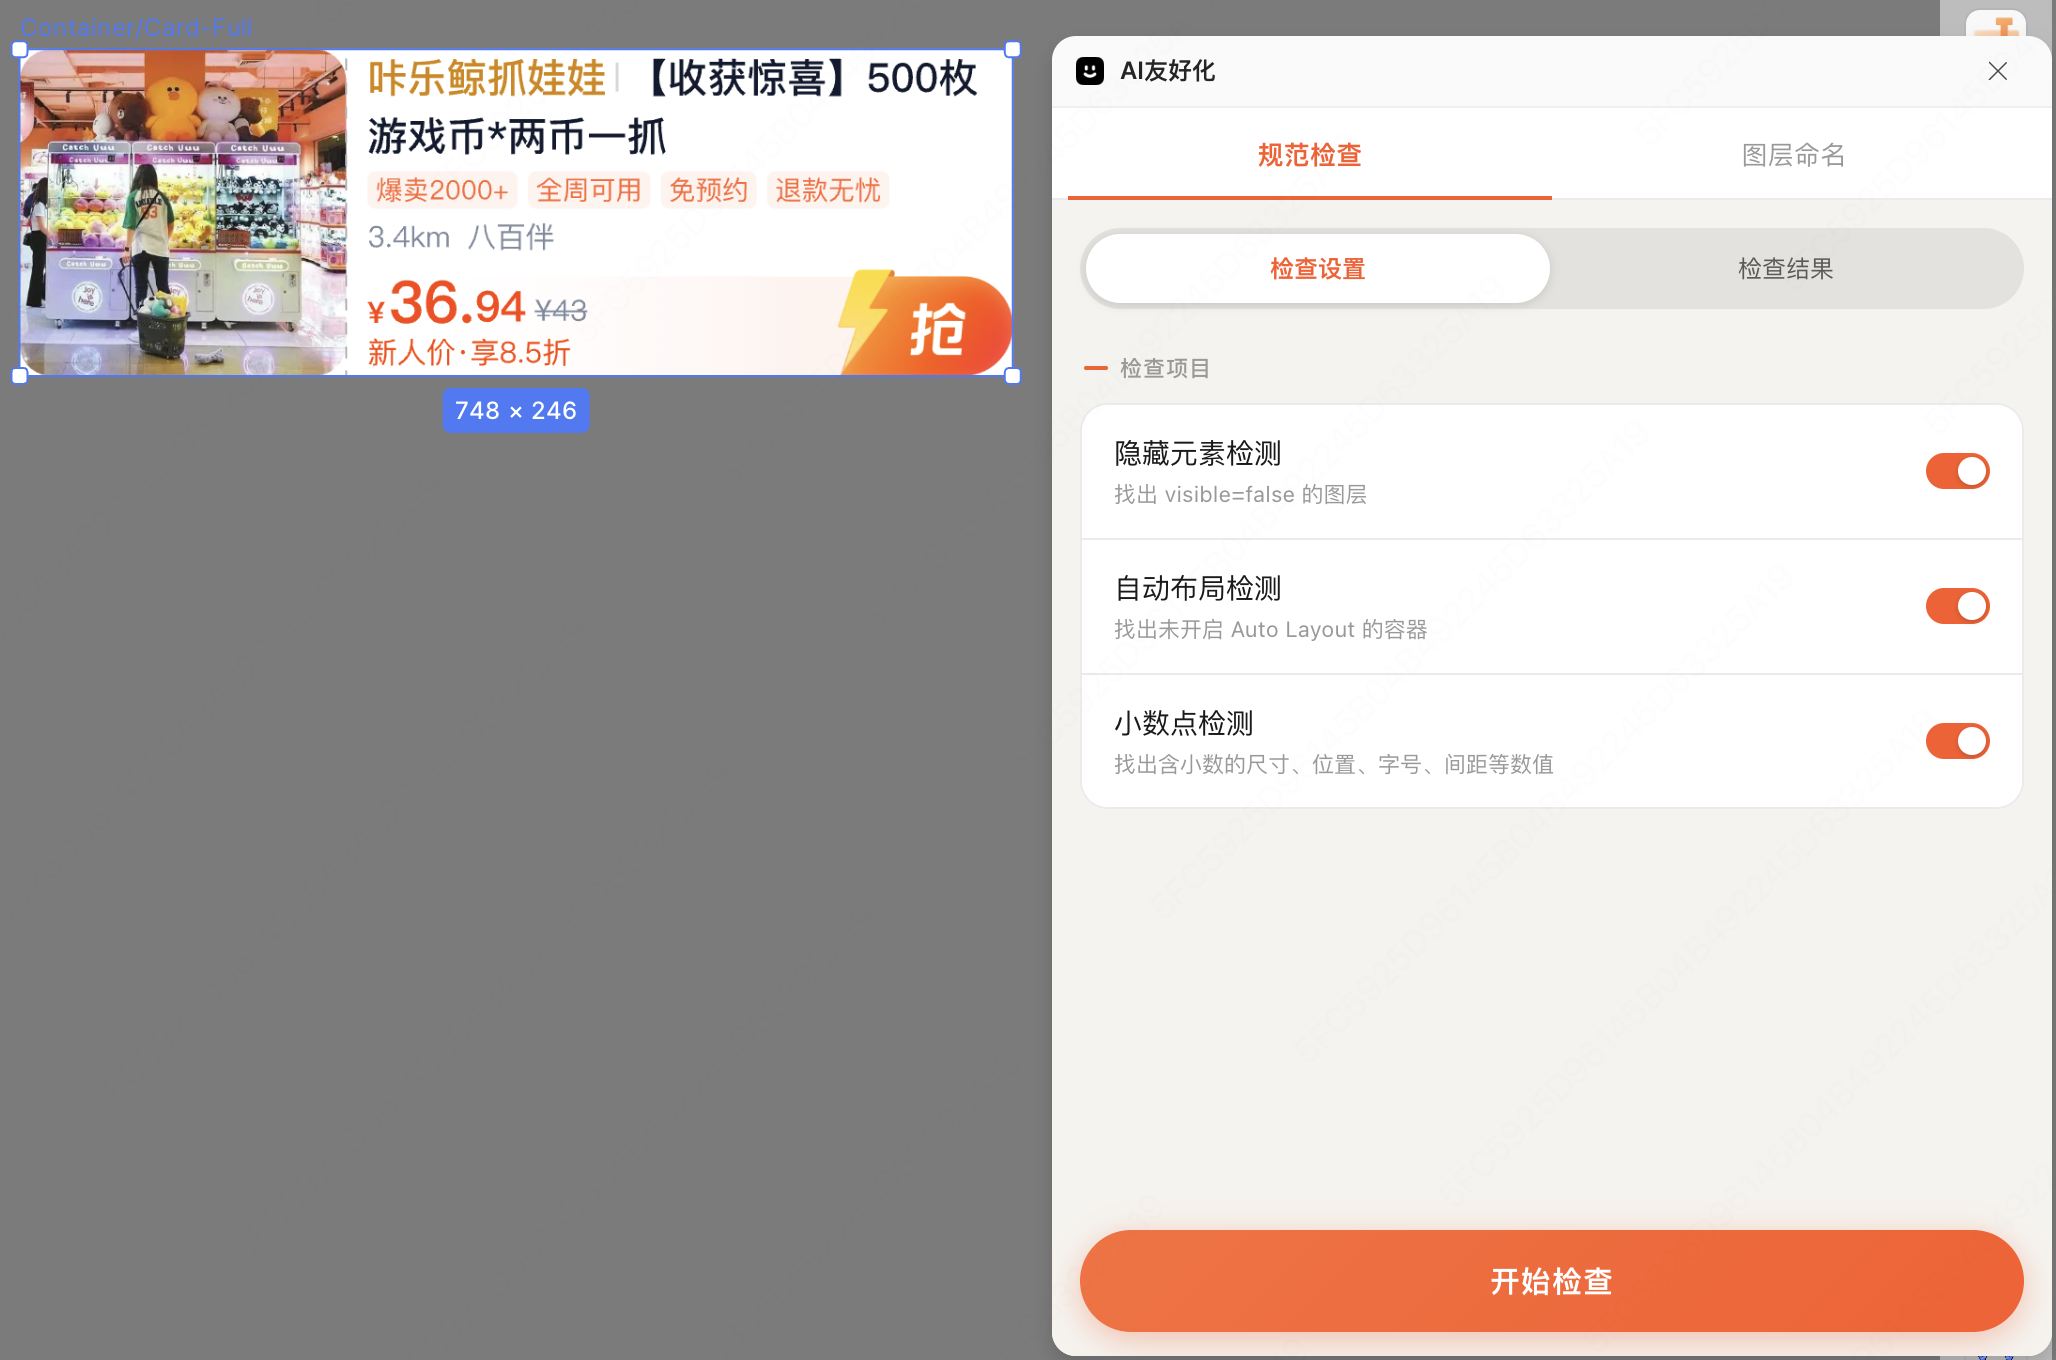 Container/Card-Full
咔乐鲸抓娃娃 【收获惊喜】500枚
游戏币*两币一抓
爆卖2000+ 全周可用 免预约 退款无忧
3.4km 八百伴
¥36.94 ¥43
新人价·享8.5折
抢
748 × 246
Catch Uuu Catch Uuu Catch Uuu
AI友好化
规范检查 图层命名
检查设置 检查结果
检查项目
隐藏元素检测
找出 visible=false 的图层
自动布局检测
找出未开启 Auto Layout 的容器
小数点检测
找出含小数的尺寸、位置、字号、间距等数值
开始检查